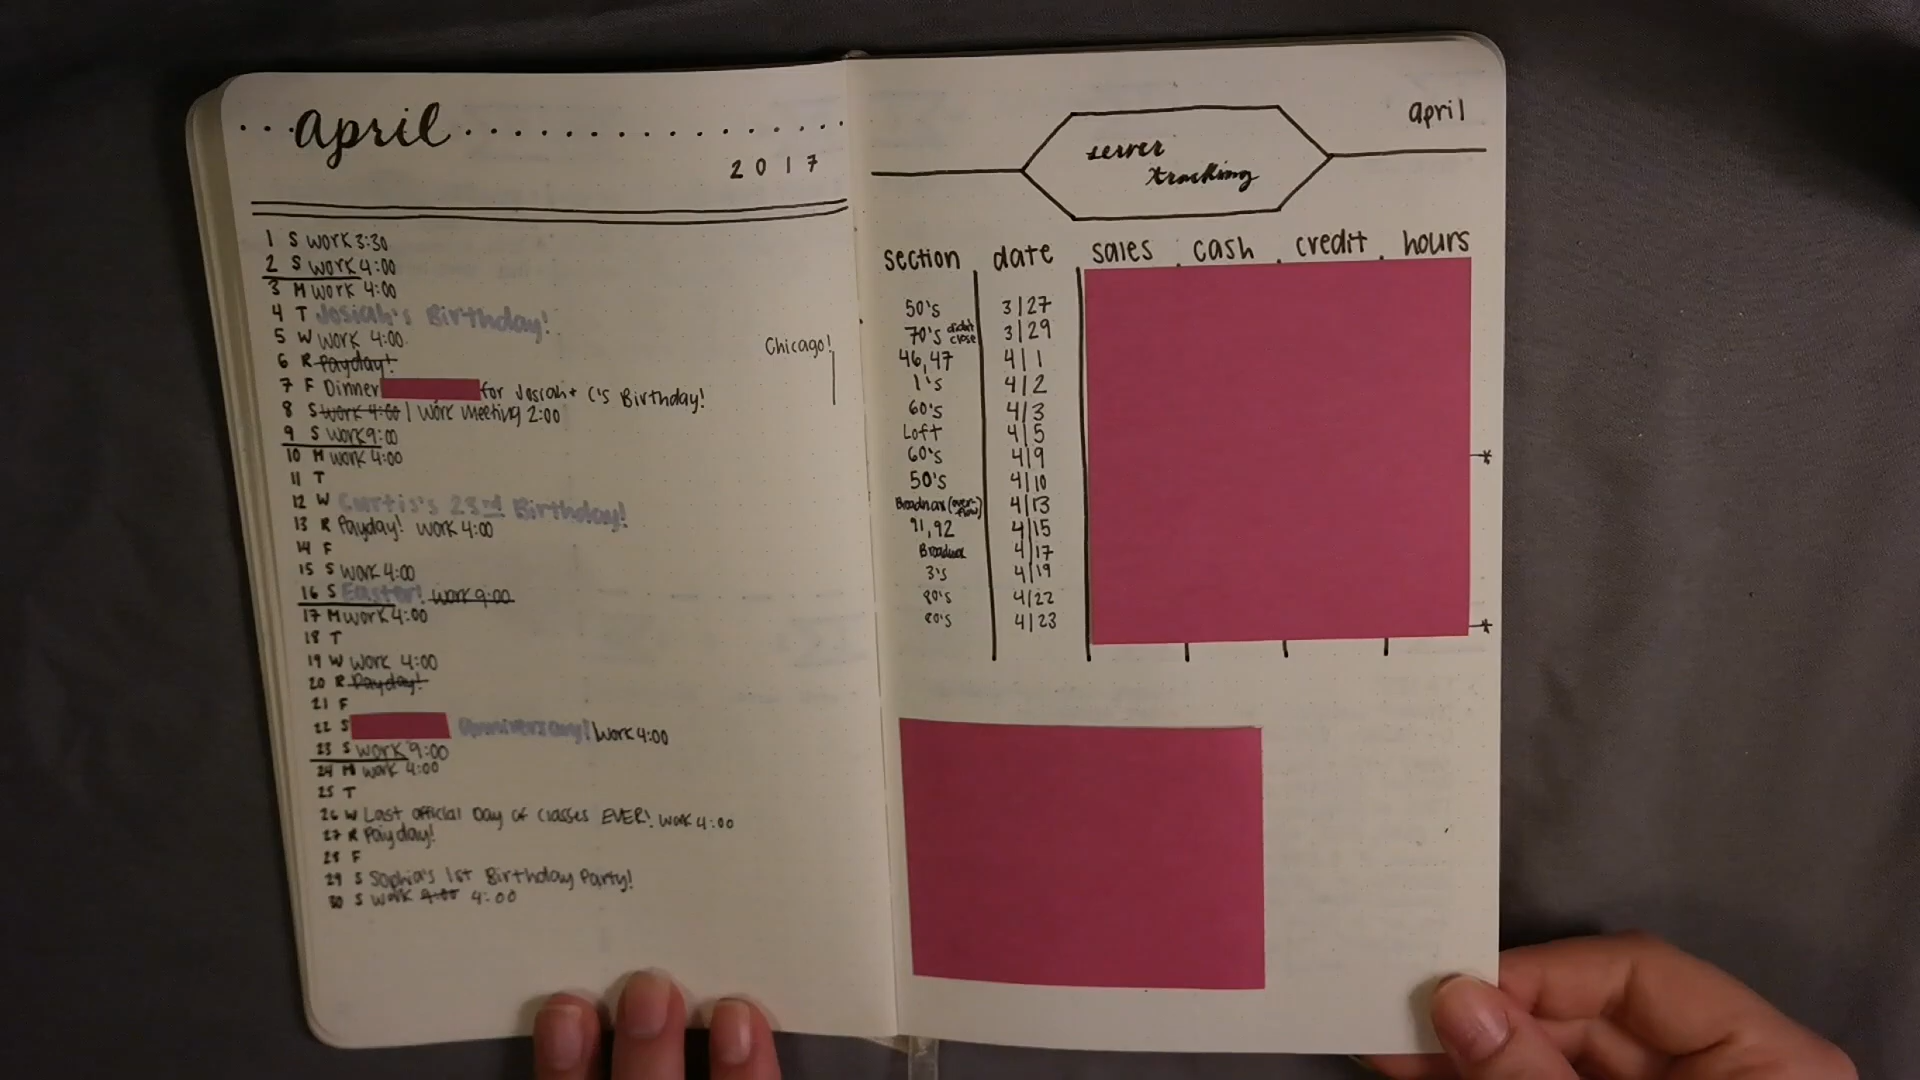 april
2017
1 S work 3:30
2 S work 4:00
3 M work 4:00
4 T Josiah's Birthday!
5 W work 4:00
6 R Payday!
Chicago!
7 F Dinner for Josiah + C's Birthday!
8 S work 4:00 | work meeting 2:00
9 S work 9:00
10 M work 4:00
11 T
12 W Curtis's 23rd Birthday!
13 R Payday! work 4:00
14 F
15 S work 4:00
16 S Easter! work 9:00
17 M work 4:00
18 T
19 W work 4:00
20 R Payday!
21 F
22 S Anniversary! work 4:00
23 S work 9:00
24 M work 4:00
25 T
26 W Last official Day of classes EVER! work 4:00
27 R Payday!
28 F
29 S Sophia's 1st Birthday Party!
30 S work 4:00
april
server
tracking
section date sales cash credit hours
50's 3/27
70's didn't close 3/29
46,47 4/1
1's 4/2
60's 4/3
Loft 4/5
60's 4/9
50's 4/10
Broadnax (over-flow) 4/13
91,92 4/15
Broadnax 4/17
3's 4/19
80's 4/22
80's 4/23